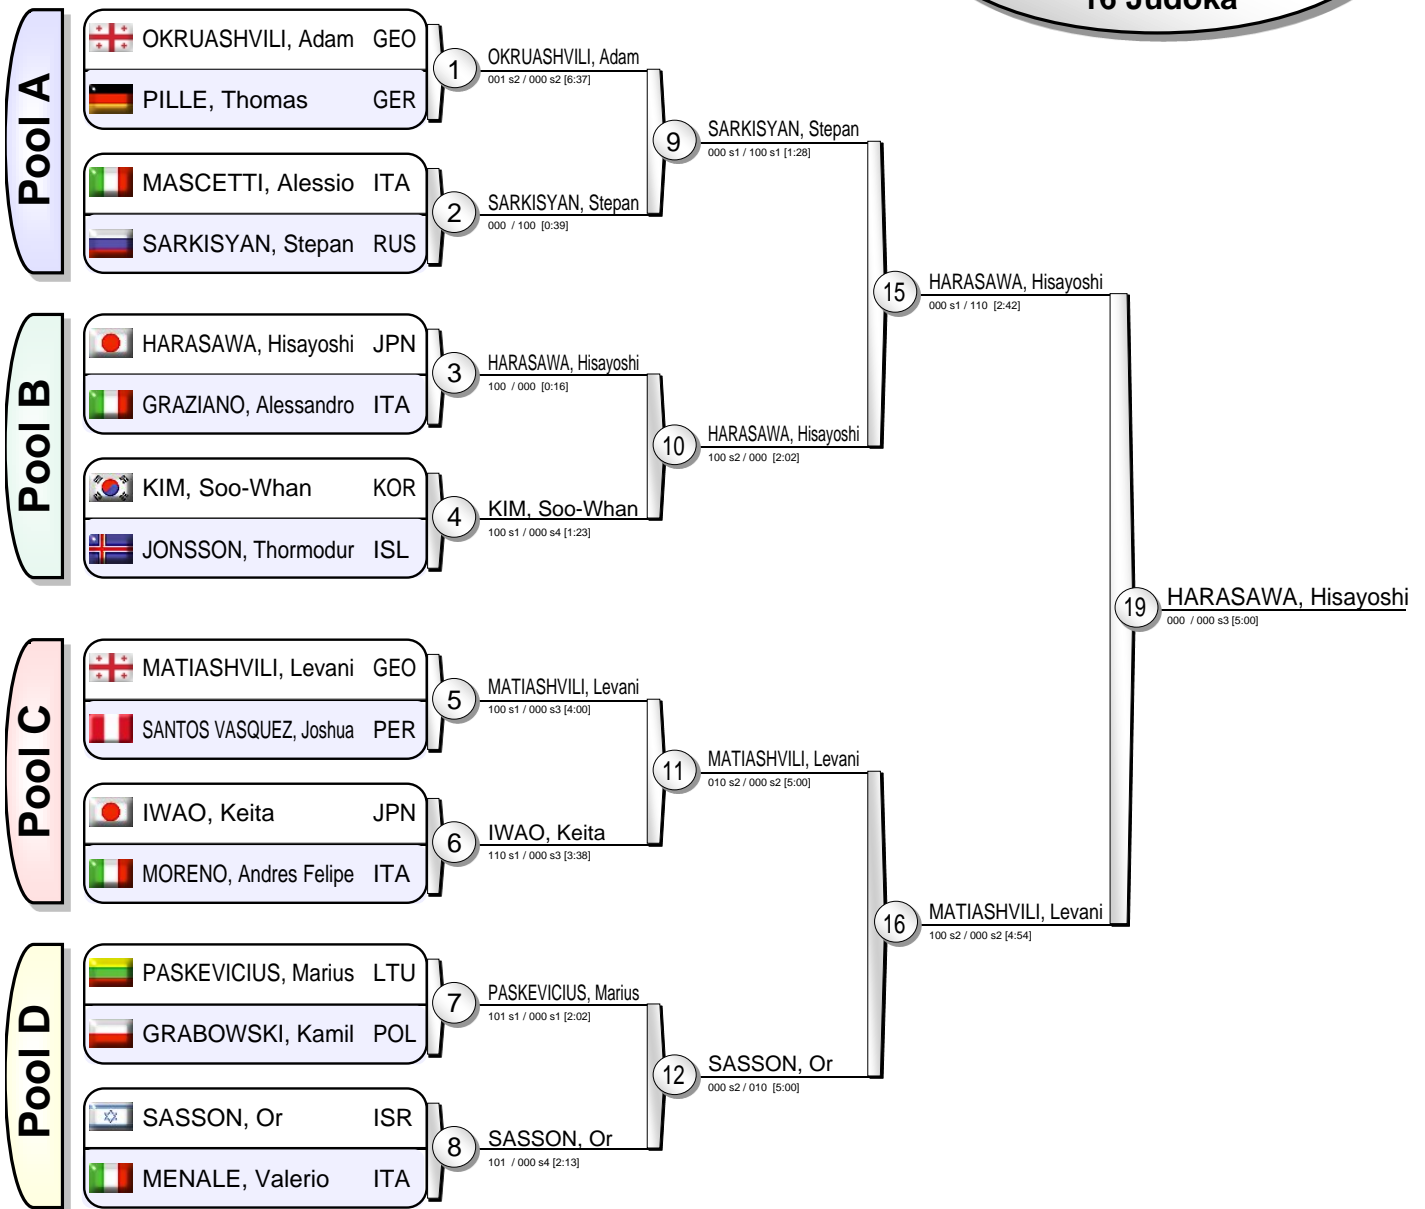 16 Judoka
Pool A
OKRUASHVILI, Adam GEO
PILLE, Thomas GER
1
OKRUASHVILI, Adam
001 s2 / 000 s2 [6:37]
MASCETTI, Alessio ITA
SARKISYAN, Stepan RUS
2
SARKISYAN, Stepan
000 / 100 [0:39]
9
SARKISYAN, Stepan
000 s1 / 100 s1 [1:28]
Pool B
HARASAWA, Hisayoshi JPN
GRAZIANO, Alessandro ITA
3
HARASAWA, Hisayoshi
100 / 000 [0:16]
KIM, Soo-Whan KOR
JONSSON, Thormodur ISL
4
KIM, Soo-Whan
100 s1 / 000 s4 [1:23]
10
HARASAWA, Hisayoshi
100 s2 / 000 [2:02]
15
HARASAWA, Hisayoshi
000 s1 / 110 [2:42]
Pool C
MATIASHVILI, Levani GEO
SANTOS VASQUEZ, Joshua PER
5
MATIASHVILI, Levani
100 s1 / 000 s3 [4:00]
IWAO, Keita JPN
MORENO, Andres Felipe ITA
6
IWAO, Keita
110 s1 / 000 s3 [3:38]
11
MATIASHVILI, Levani
010 s2 / 000 s2 [5:00]
Pool D
PASKEVICIUS, Marius LTU
GRABOWSKI, Kamil POL
7
PASKEVICIUS, Marius
101 s1 / 000 s1 [2:02]
SASSON, Or ISR
MENALE, Valerio ITA
8
SASSON, Or
101 / 000 s4 [2:13]
12
SASSON, Or
000 s2 / 010 [5:00]
16
MATIASHVILI, Levani
100 s2 / 000 s2 [4:54]
19
HARASAWA, Hisayoshi
000 / 000 s3 [5:00]